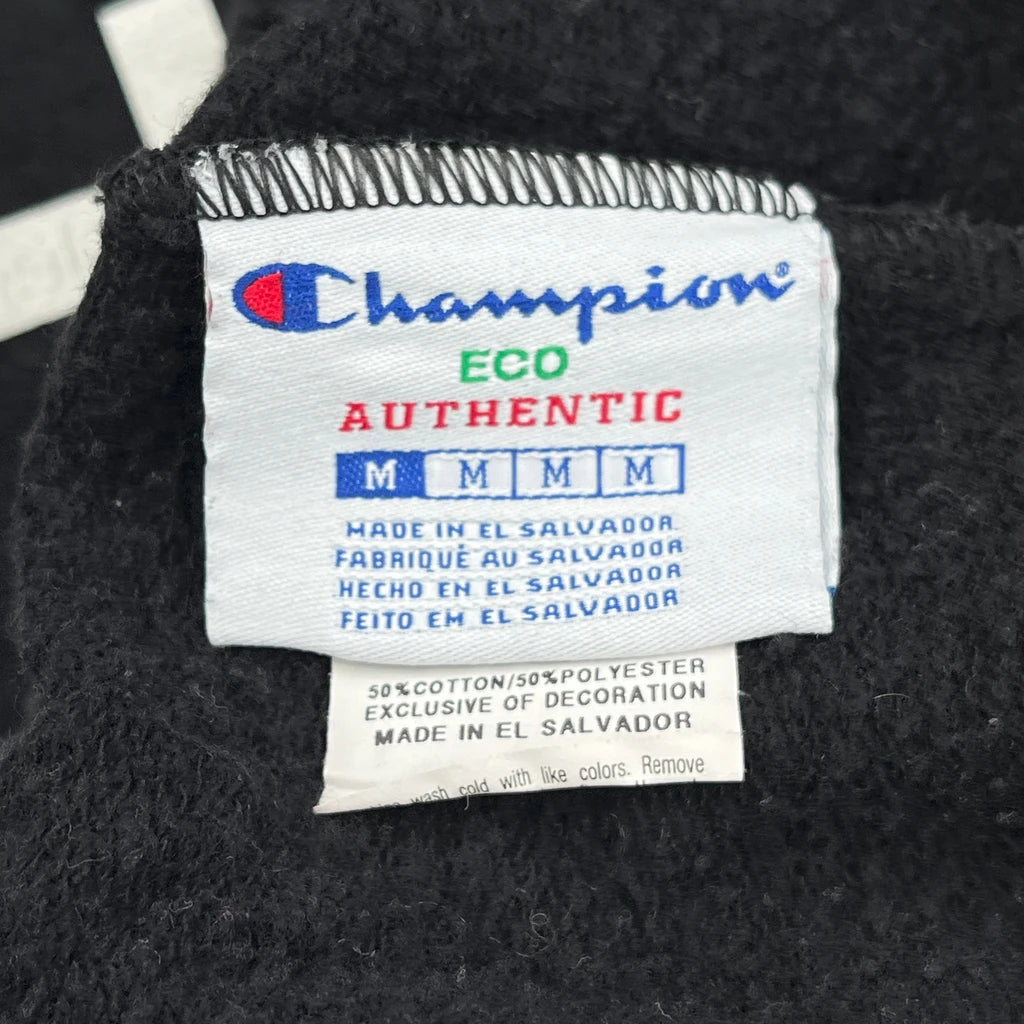 Champion®
ECO
AUTHENTIC
M M M M
MADE IN EL SALVADOR
FABRIQUÉ AU SALVADOR
HECHO EN EL SALVADOR
FEITO EM EL SALVADOR
50%COTTON/50%POLYESTER
EXCLUSIVE OF DECORATION
MADE IN EL SALVADOR
wash cold with like colors. Remove